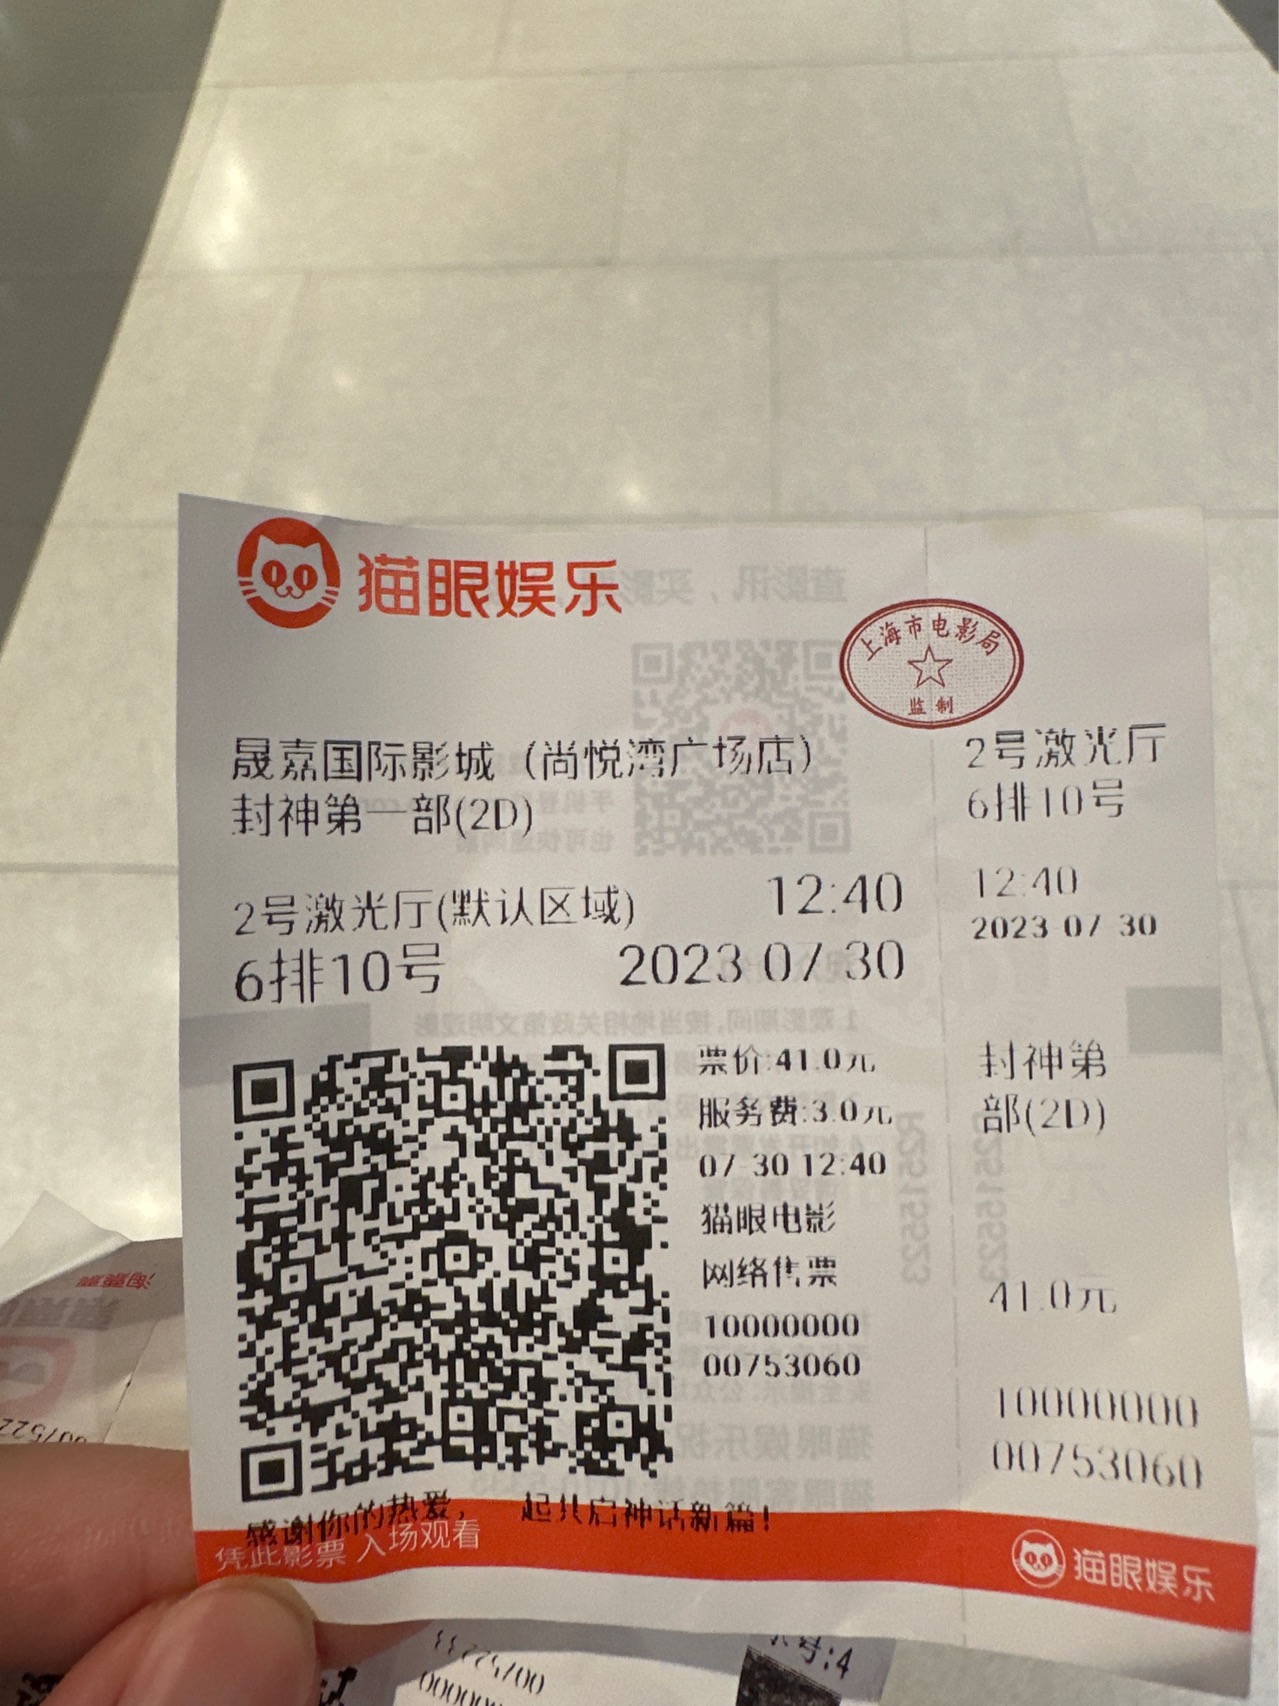 猫眼娱乐
上海市电影局
监制
晟嘉国际影城（尚悦湾广场店）
封神第一部(2D)
2号激光厅(默认区域) 12:40
6排10号 2023 07 30
票价:41.0元
服务费:3.0元
07 30 12:40
猫眼电影
网络售票
10000000
00753060
感谢你的热爱，一起共启神话新篇！
凭此影票 入场观看
2号激光厅
6排10号
12:40
2023 07 30
封神第
部(2D)
41.0元
10000000
00753060
猫眼娱乐